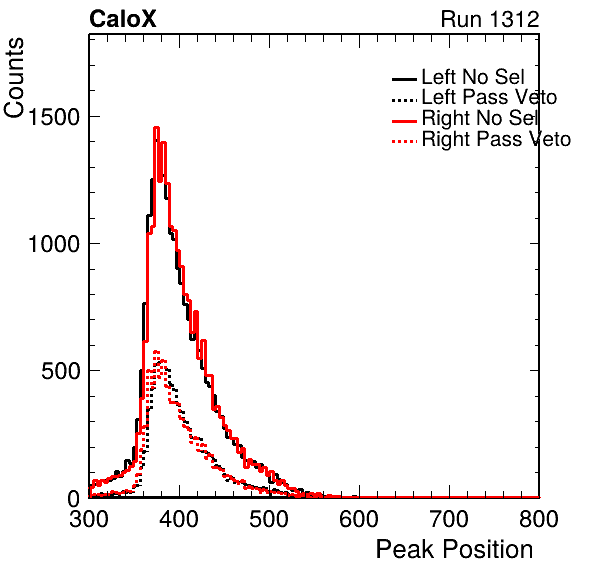 CaloX Run 1312
Counts
Left No Sel
Left Pass Veto
Right No Sel
Right Pass Veto
1500
1000
500
0
300 400 500 600 700 800
Peak Position